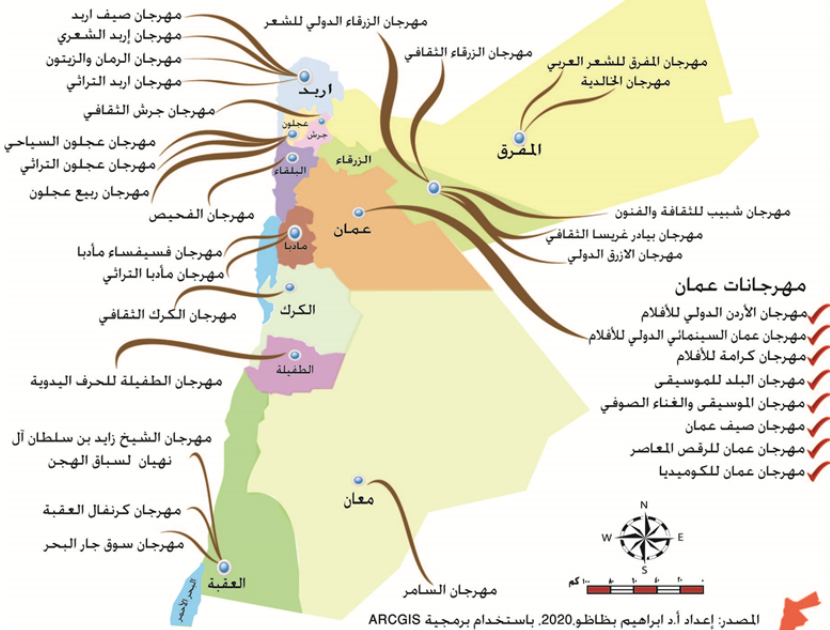 مهرجان صيف اربد
مهرجان إربد الشعري
مهرجان الرمان والزيتون
مهرجان اربد التراثي
مهرجان جرش الثقافي
مهرجان عجلون السياحي
مهرجان عجلون التراثي
مهرجان ربيع عجلون
مهرجان الفحيص
مهرجان فسيفساء مأدبا
مهرجان مأدبا التراثي
مهرجان الكرك الثقافي
مهرجان الطفيلة للحرف اليدوية
مهرجان الشيخ زايد بن سلطان آل
نهيان لسباق الهجن
مهرجان كرنفال العقبة
مهرجان سوق جار البحر
مهرجان الزرقاء الدولي للشعر
مهرجان الزرقاء الثقافي
مهرجان المفرق للشعر العربي
مهرجان الخالدية
اربد
عجلون
جرش
المفرق
الزرقاء
البلقاء
عمان
مادبا
الكرك
الطفيلة
معان
العقبة
البحر الأحمر
مهرجان شبيب للثقافة والفنون
مهرجان بيادر غريسا الثقافي
مهرجان الازرق الدولي
مهرجانات عمان
مهرجان الأردن الدولي للأفلام
مهرجان عمان السينمائي الدولي للأفلام
مهرجان كرامة للأفلام
مهرجان البلد للموسيقى
مهرجان الموسيقى والغناء الصوفي
مهرجان صيف عمان
مهرجان عمان للرقص المعاصر
مهرجان عمان للكوميديا
مهرجان السامر
N
W E
S
كم
المصدر: إعداد أ.د ابراهيم بظاظو,2020, باستخدام برمجية ARCGIS